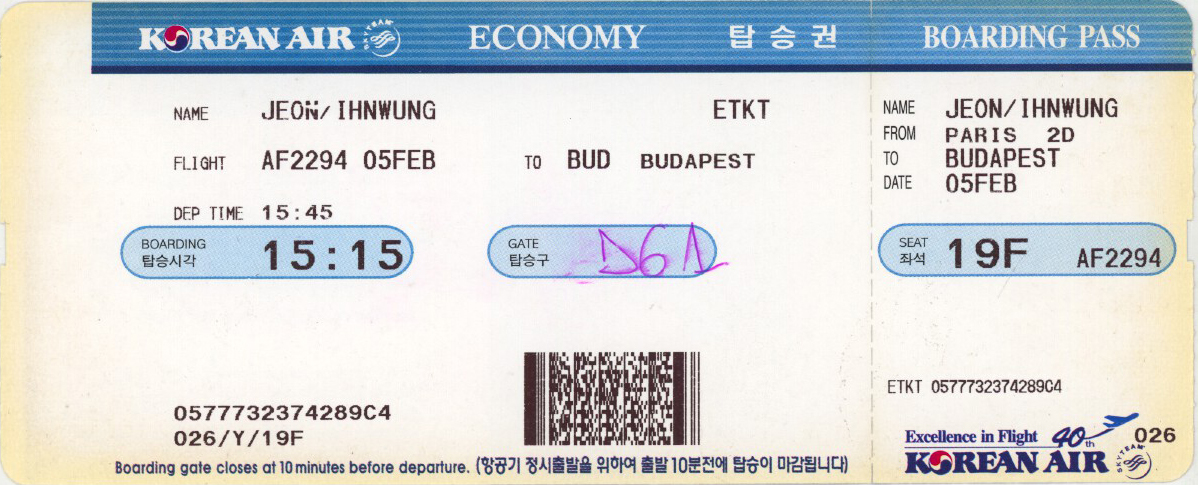 KOREAN AIR SKYTEAM ECONOMY 탑승권 BOARDING PASS
NAME JEON/IHNWUNG ETKT
FLIGHT AF2294 05FEB TO BUD BUDAPEST
DEP TIME 15:45
BOARDING 탑승시각 15:15 GATE 탑승구 D61
0577732374289C4
026/Y/19F
Boarding gate closes at 10 minutes before departure. (항공기 정시출발을 위하여 출발 10분전에 탑승이 마감됩니다)
NAME JEON/IHNWUNG
FROM PARIS 2D
TO BUDAPEST
DATE 05FEB
SEAT 좌석 19F AF2294
ETKT 0577732374289C4
Excellence in Flight 40th 026
KOREAN AIR SKYTEAM